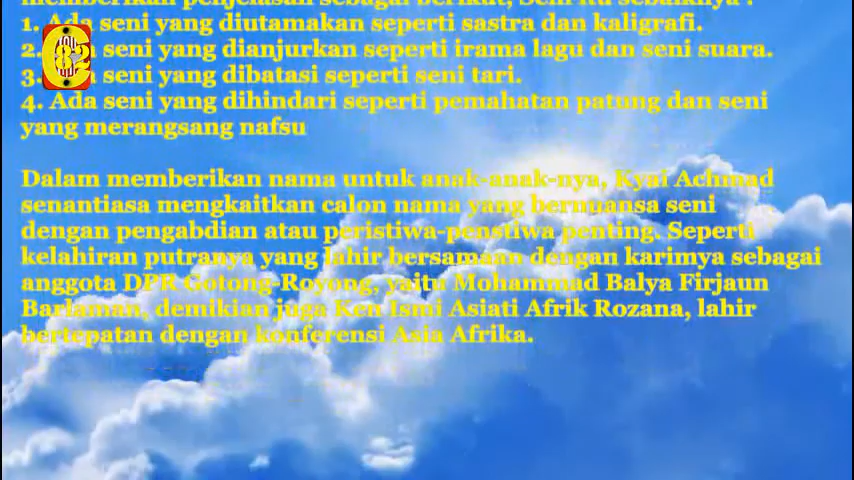 memberikan penjelasan sebagai berikut, Seni itu sebaiknya :
1. Ada seni yang diutamakan seperti sastra dan kaligrafi.
2. Ada seni yang dianjurkan seperti irama lagu dan seni suara.
3. Ada seni yang dibatasi seperti seni tari.
4. Ada seni yang dihindari seperti pemahatan patung dan seni
yang merangsang nafsu
Dalam memberikan nama untuk anak-anak-nya, Kyai Achmad
senantiasa mengkaitkan calon nama yang bernuansa seni
dengan pengabdian atau peristiwa-peristiwa penting. Seperti
kelahiran putranya yang lahir bersamaan dengan karirnya sebagai
anggota DPR Gotong-Royong, yaitu Mohammad Balya Firjaun
Barlaman, demikian juga Ken Ismi Asiati Afrik Rozana, lahir
bertepatan dengan konferensi Asia Afrika.